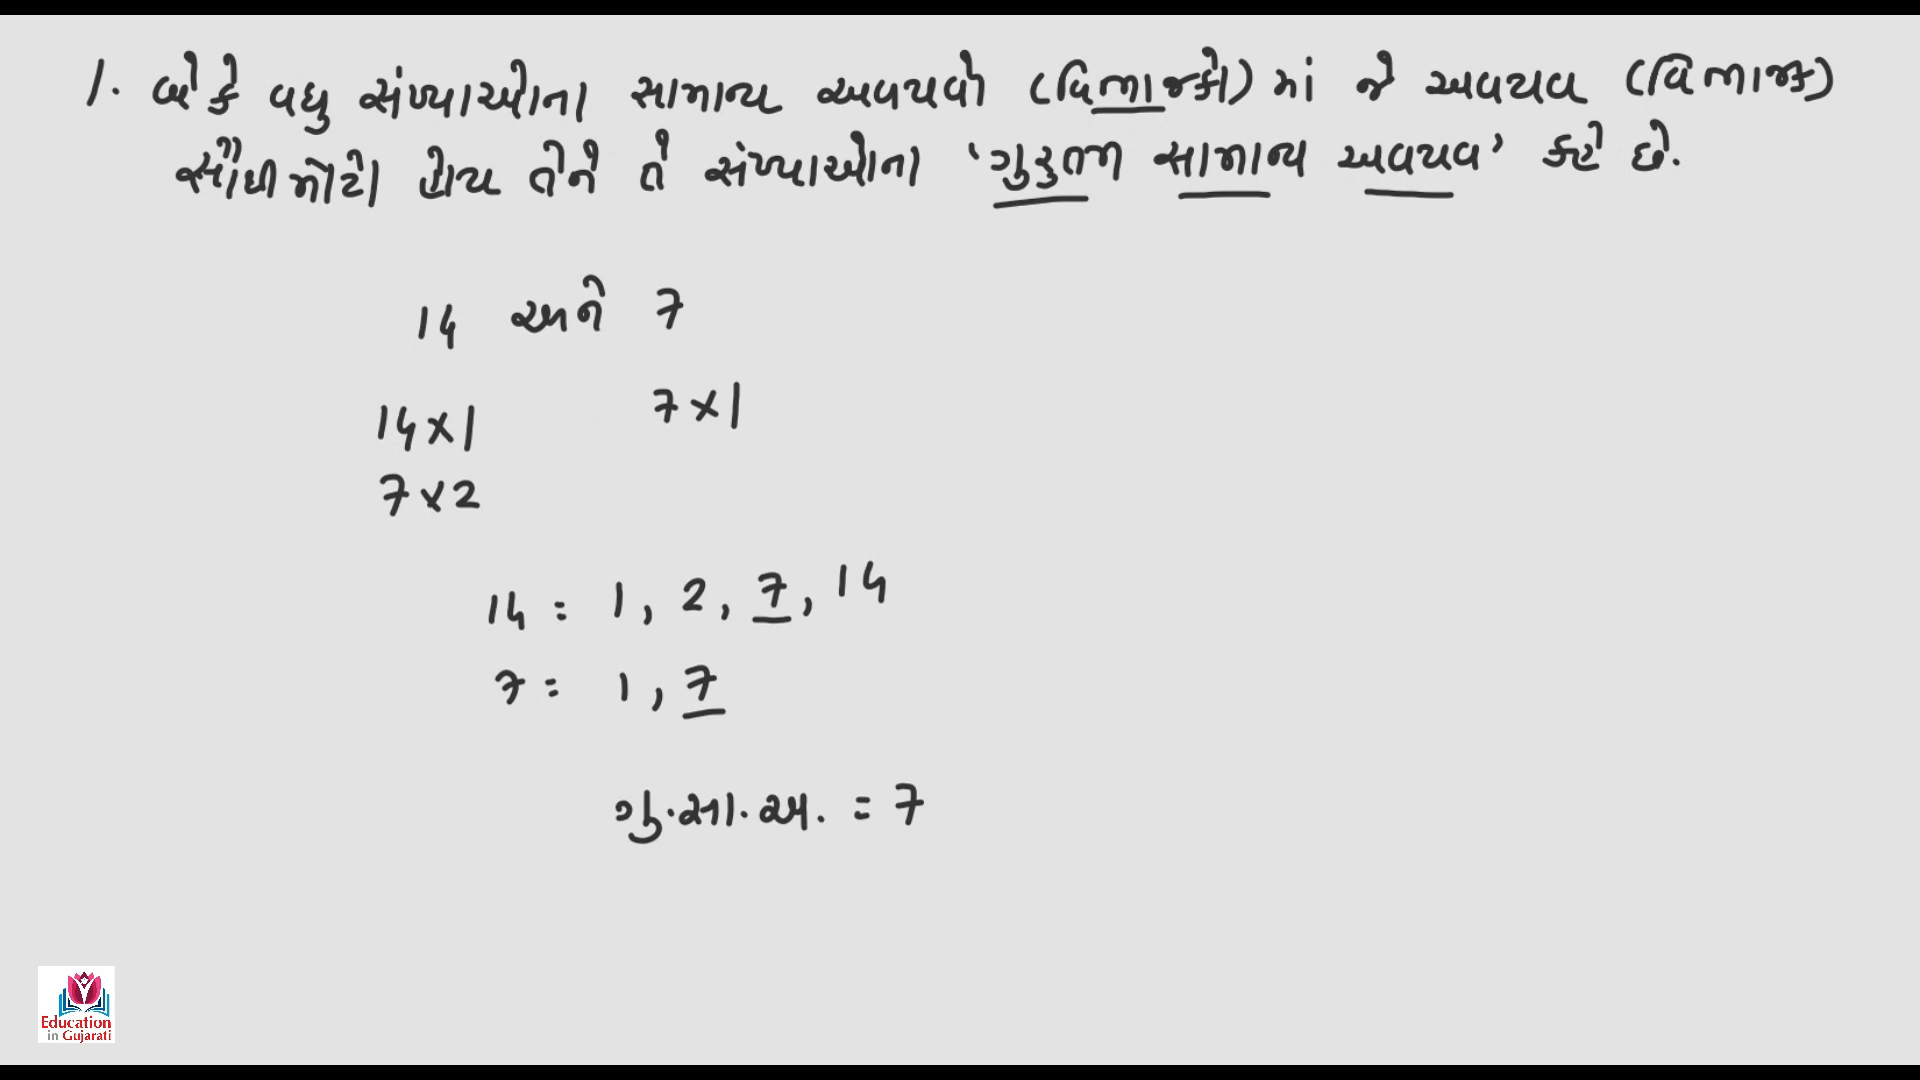 1. બે કે વધુ સંખ્યાઓના સામાન્ય અવયવો (વિભાજકો) માં જે અવયવ (વિભાજક)
સૌથી મોટો હોય તેને તે સંખ્યાઓના 'ગુરુતમ સામાન્ય અવયવ' કહે છે.
14 અને 7
14×1 7×1
7×2
14 = 1, 2, 7, 14
7 = 1, 7
ગુ.સા.અ. = 7
Education
in Gujarati